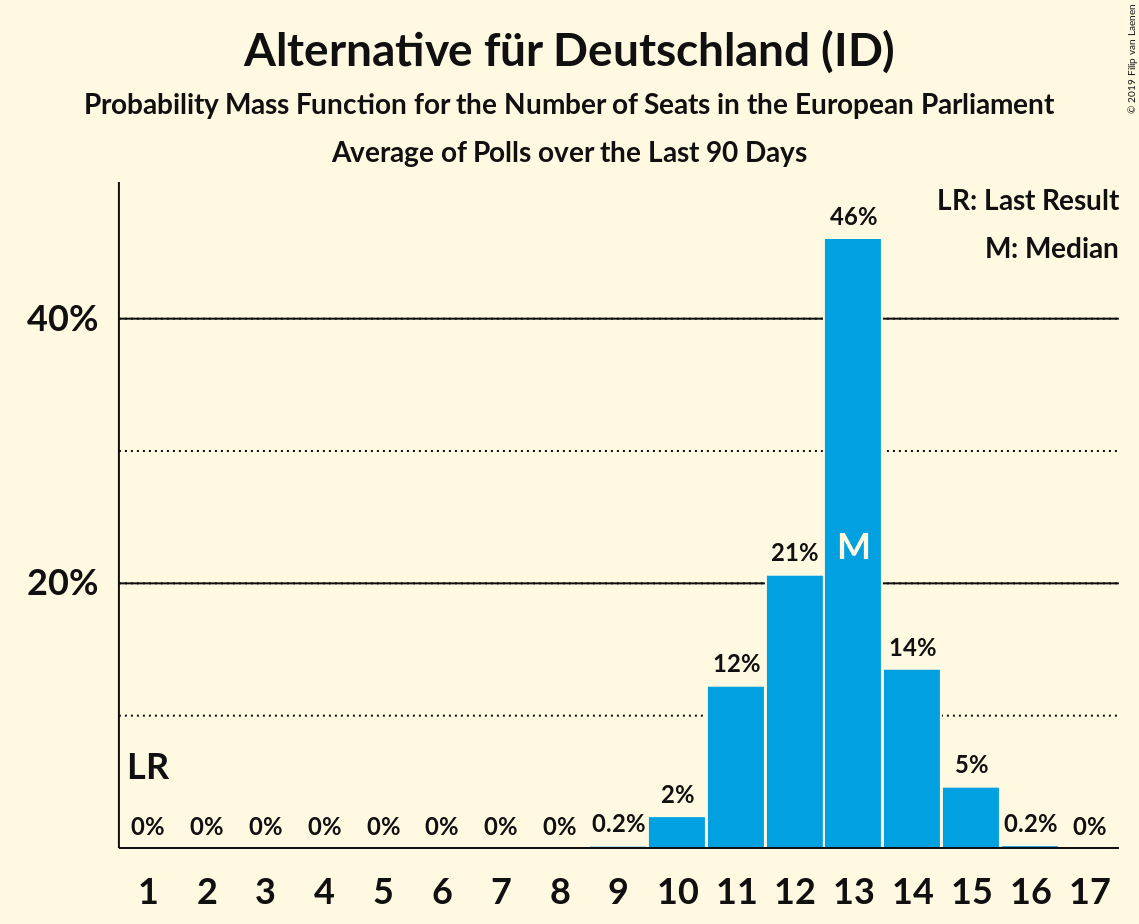 Alternative für Deutschland (ID)
Probability Mass Function for the Number of Seats in the European Parliament
Average of Polls over the Last 90 Days
© 2019 Filip van Laenen
LR: Last Result
M: Median
46%
40%
M
21%
20%
14%
12%
LR
5%
2%
0% 0% 0% 0% 0% 0% 0% 0% 0.2% 0.2% 0%
1 2 3 4 5 6 7 8 9 10 11 12 13 14 15 16 17